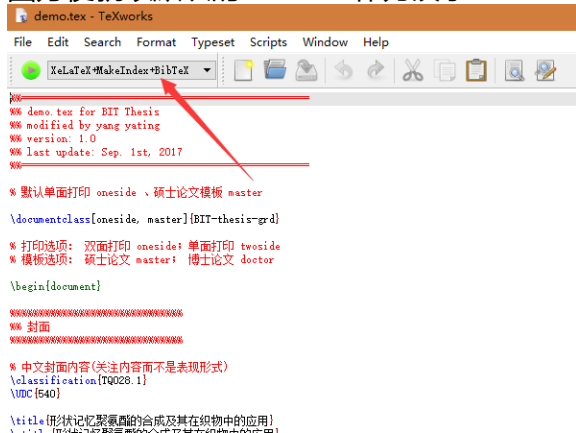 demo.tex - TeXworks
File Edit Search Format Typeset Scripts Window Help
XeLaTeX+MakeIndex+BibTeX
%%==================================================
%% demo.tex for BIT Thesis
%% modified by yang yating
%% version: 1.0
%% last update: Sep. 1st, 2017
%%==================================================
% 默认单面打印 oneside 、硕士论文模板 master
\documentclass[oneside, master]{BIT-thesis-grd}
% 打印选项: 双面打印 oneside；单面打印 twoside
% 模板选项: 硕士论文 master； 博士论文 doctor
\begin{document}
%%%%%%%%%%%%%%%%%%%%%%%%%%%%%%
%% 封面
%%%%%%%%%%%%%%%%%%%%%%%%%%%%%%
% 中文封面内容(关注内容而不是表现形式)
\classification{TQ028.1}
\UDC{540}
\title{形状记忆聚氨酯的合成及其在织物中的应用}